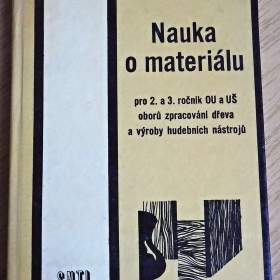 Nauka
o materiálu
pro 2. a 3. ročník OU a UŠ
oborů zpracování dřeva
a výroby hudebních nástrojů
SNTL